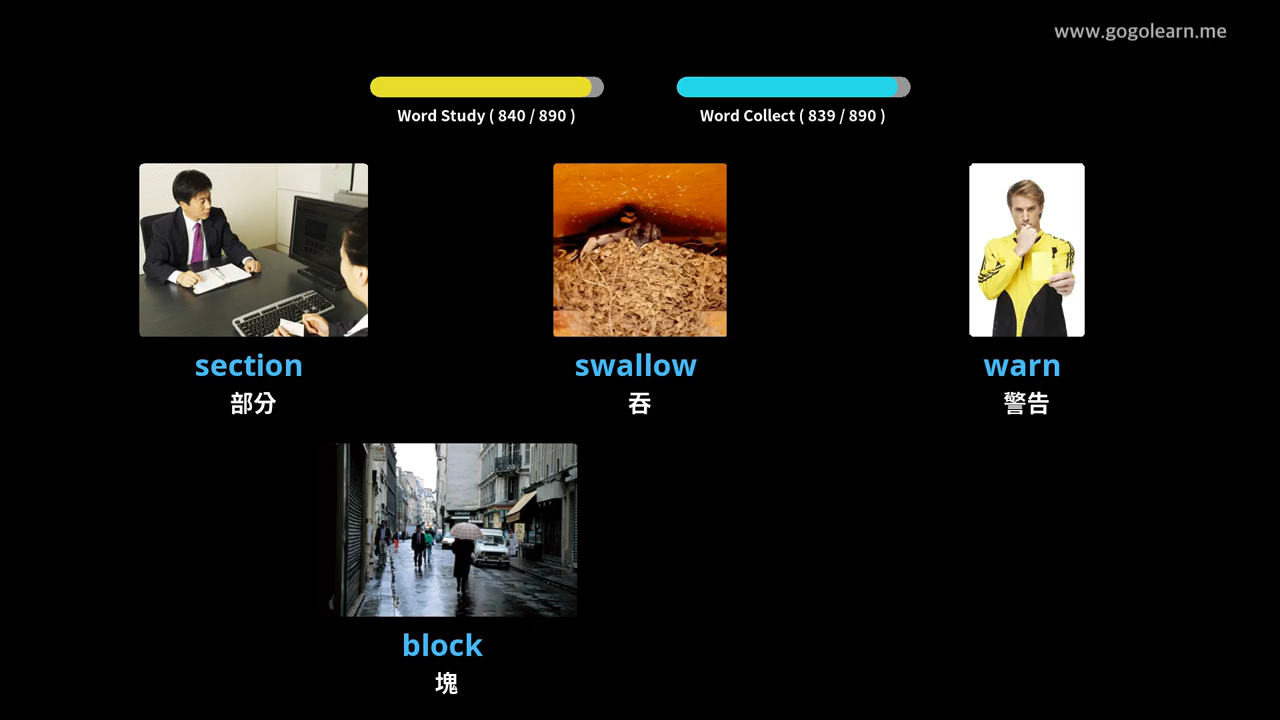 www.gogolearn.me
Word Study ( 840 / 890 )
Word Collect ( 839 / 890 )
section
部分
swallow
吞
warn
警告
block
塊